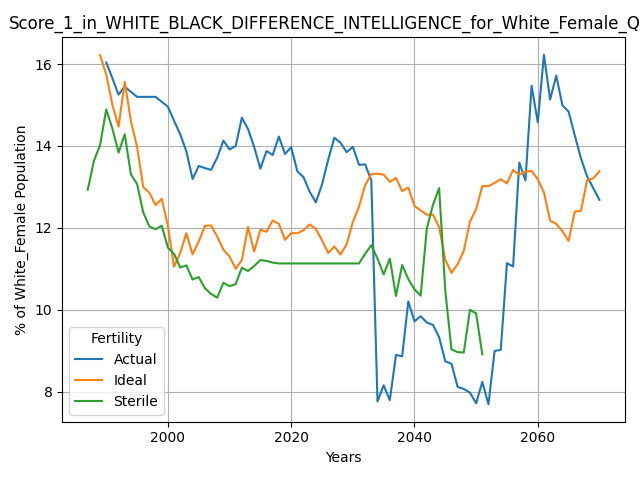 Score_1_in_WHITE_BLACK_DIFFERENCE_INTELLIGENCE_for_White_Female_Q
% of White_Female Population
16
14
12
10
8
Fertility
Actual
Ideal
Sterile
2000 2020 2040 2060
Years